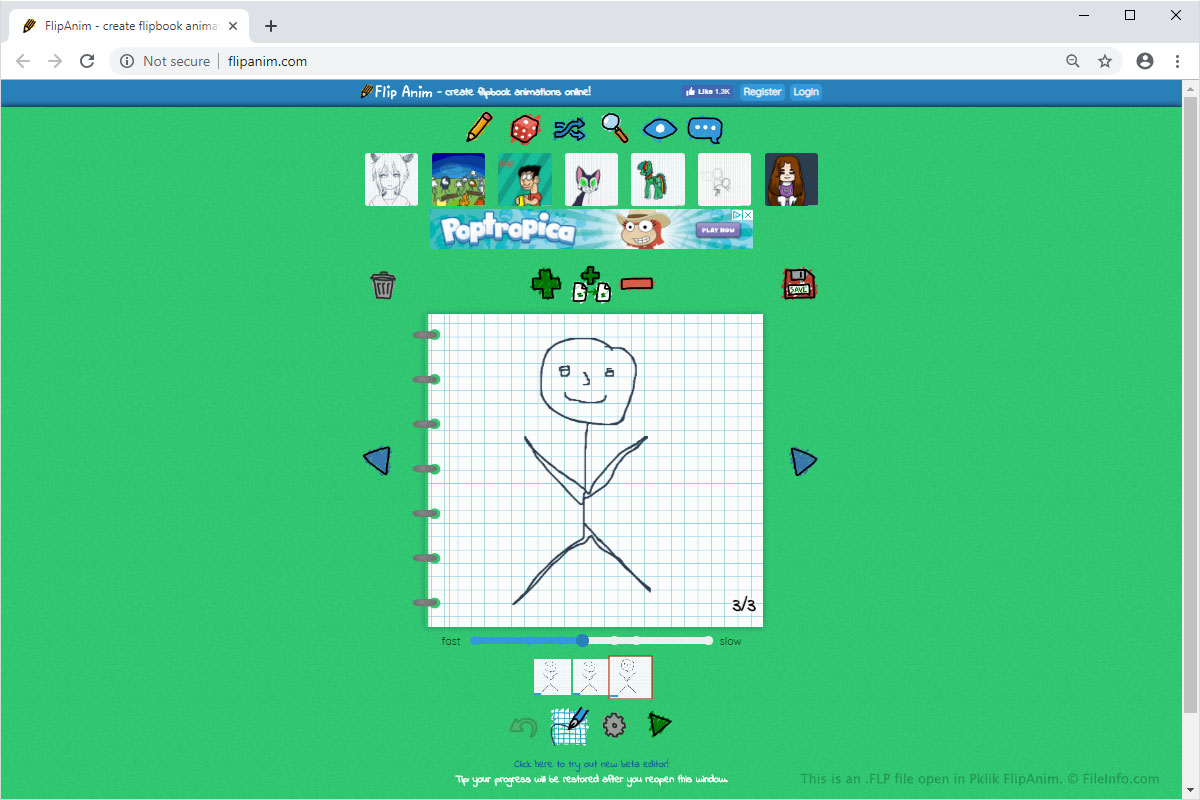 FlipAnim - create flipbook anima
Not secure
flipanim.com
Flip Anim - create flipbook animations online!
Like 1.3K
Register
Login
Poptropica
PLAY NOW
SAVE
3/3
fast
slow
Click here to try out new beta editor!
Tip: your progress will be restored after you reopen this window.
This is an .FLP file open in Pklik FlipAnim. © FileInfo.com